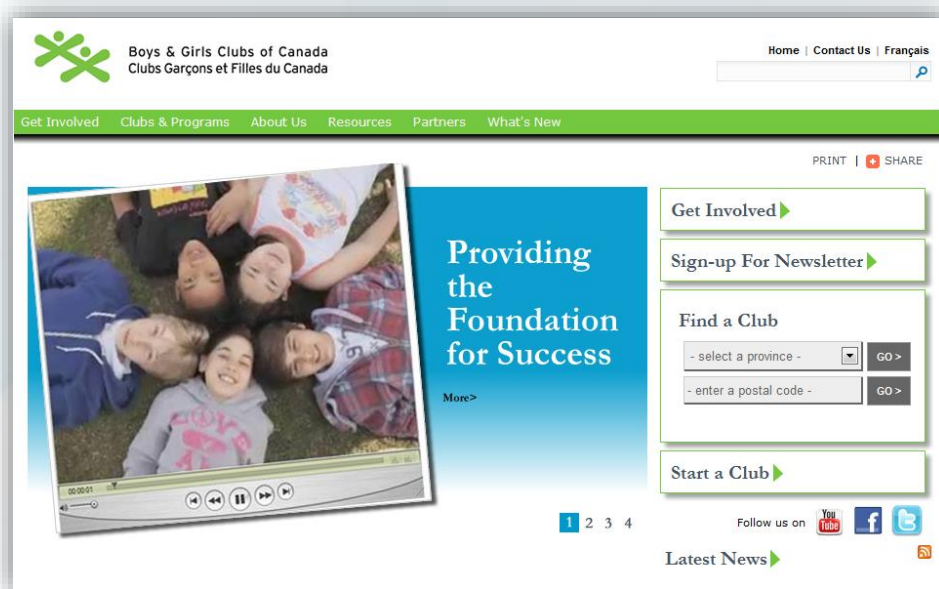 Boys & Girls Clubs of Canada
Clubs Garçons et Filles du Canada
Home | Contact Us | Français
Get Involved Clubs & Programs About Us Resources Partners What's New
PRINT | SHARE
Providing
the
Foundation
for Success
More>
00:00:01
1 2 3 4
Get Involved
Sign-up For Newsletter
Find a Club
- select a province - GO >
- enter a postal code - GO >
Start a Club
Follow us on You Tube f
Latest News